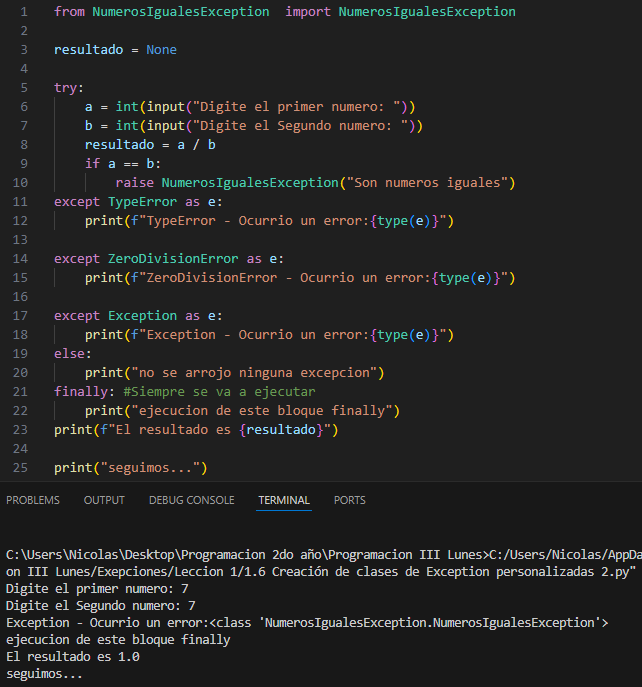 1 from NumerosIgualesException  import NumerosIgualesException
2
3 resultado = None
4
5 try:
6     a = int(input("Digite el primer numero: "))
7     b = int(input("Digite el Segundo numero: "))
8     resultado = a / b
9     if a == b:
10         raise NumerosIgualesException("Son numeros iguales")
11 except TypeError as e:
12     print(f"TypeError - Ocurrio un error:{type(e)}")
13
14 except ZeroDivisionError as e:
15     print(f"ZeroDivisionError - Ocurrio un error:{type(e)}")
16
17 except Exception as e:
18     print(f"Exception - Ocurrio un error:{type(e)}")
19 else:
20     print("no se arrojo ninguna excepcion")
21 finally: #Siempre se va a ejecutar
22     print("ejecucion de este bloque finally")
23 print(f"El resultado es {resultado}")
24
25 print("seguimos...")
PROBLEMS OUTPUT DEBUG CONSOLE TERMINAL PORTS
C:\Users\Nicolas\Desktop\Programacion 2do año\Programacion III Lunes>C:/Users/Nicolas/AppDa
on III Lunes/Exepciones/Leccion 1/1.6 Creación de clases de Exception personalizadas 2.py"
Digite el primer numero: 7
Digite el Segundo numero: 7
Exception - Ocurrio un error:<class 'NumerosIgualesException.NumerosIgualesException'>
ejecucion de este bloque finally
El resultado es 1.0
seguimos...